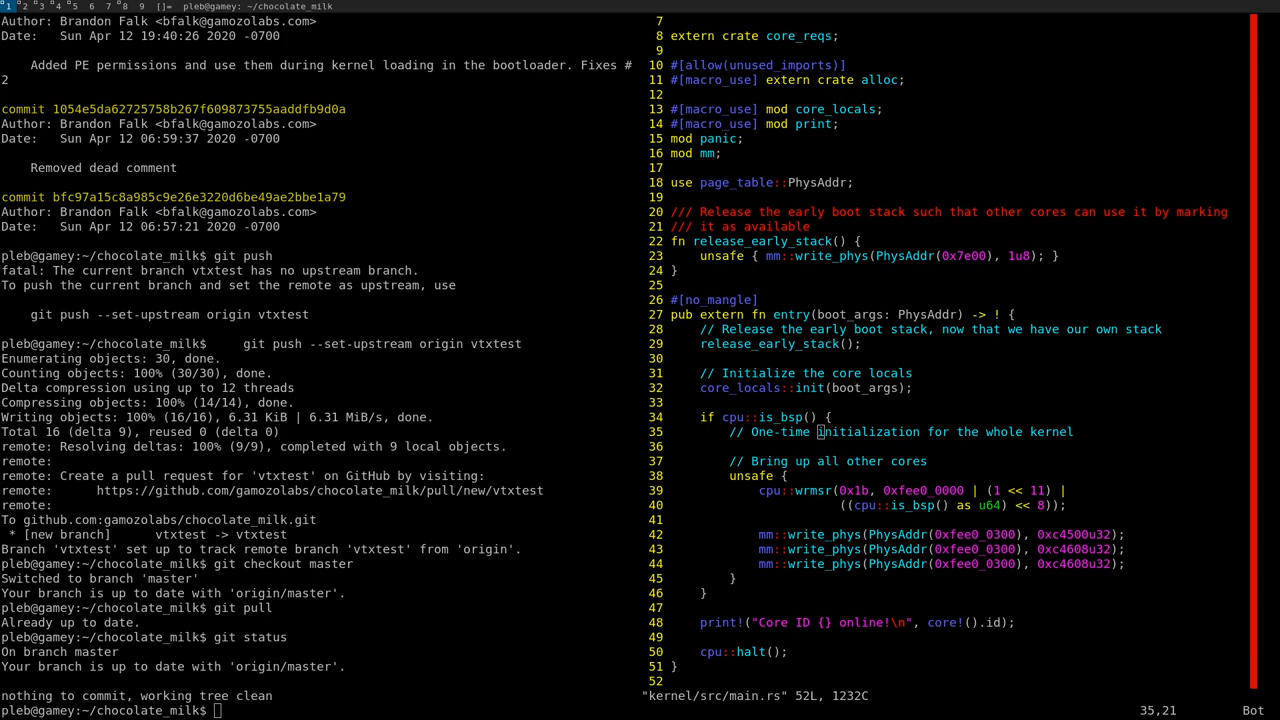 1 2 3 4 5 6 7 8 9 []= pleb@gamey: ~/chocolate_milk
Author: Brandon Falk <bfalk@gamozolabs.com>
Date:   Sun Apr 12 19:40:26 2020 -0700
    Added PE permissions and use them during kernel loading in the bootloader. Fixes #
2
commit 1054e5da62725758b267f609873755aaddfb9d0a
Author: Brandon Falk <bfalk@gamozolabs.com>
Date:   Sun Apr 12 06:59:37 2020 -0700
    Removed dead comment
commit bfc97a15c8a985c9e26e3220d6be49ae2bbe1a79
Author: Brandon Falk <bfalk@gamozolabs.com>
Date:   Sun Apr 12 06:57:21 2020 -0700
pleb@gamey:~/chocolate_milk$ git push
fatal: The current branch vtxtest has no upstream branch.
To push the current branch and set the remote as upstream, use
    git push --set-upstream origin vtxtest
pleb@gamey:~/chocolate_milk$     git push --set-upstream origin vtxtest
Enumerating objects: 30, done.
Counting objects: 100% (30/30), done.
Delta compression using up to 12 threads
Compressing objects: 100% (14/14), done.
Writing objects: 100% (16/16), 6.31 KiB | 6.31 MiB/s, done.
Total 16 (delta 9), reused 0 (delta 0)
remote: Resolving deltas: 100% (9/9), completed with 9 local objects.
remote:
remote: Create a pull request for 'vtxtest' on GitHub by visiting:
remote:      https://github.com/gamozolabs/chocolate_milk/pull/new/vtxtest
remote:
To github.com:gamozolabs/chocolate_milk.git
 * [new branch]      vtxtest -> vtxtest
Branch 'vtxtest' set up to track remote branch 'vtxtest' from 'origin'.
pleb@gamey:~/chocolate_milk$ git checkout master
Switched to branch 'master'
Your branch is up to date with 'origin/master'.
pleb@gamey:~/chocolate_milk$ git pull
Already up to date.
pleb@gamey:~/chocolate_milk$ git status
On branch master
Your branch is up to date with 'origin/master'.
nothing to commit, working tree clean
pleb@gamey:~/chocolate_milk$
7
8 extern crate core_reqs;
9
10 #[allow(unused_imports)]
11 #[macro_use] extern crate alloc;
12
13 #[macro_use] mod core_locals;
14 #[macro_use] mod print;
15 mod panic;
16 mod mm;
17
18 use page_table::PhysAddr;
19
20 /// Release the early boot stack such that other cores can use it by marking
21 /// it as available
22 fn release_early_stack() {
23     unsafe { mm::write_phys(PhysAddr(0x7e00), 1u8); }
24 }
25
26 #[no_mangle]
27 pub extern fn entry(boot_args: PhysAddr) -> ! {
28     // Release the early boot stack, now that we have our own stack
29     release_early_stack();
30
31     // Initialize the core locals
32     core_locals::init(boot_args);
33
34     if cpu::is_bsp() {
35         // One-time initialization for the whole kernel
36
37         // Bring up all other cores
38         unsafe {
39             cpu::wrmsr(0x1b, 0xfee0_0000 | (1 << 11) |
40                        ((cpu::is_bsp() as u64) << 8));
41
42             mm::write_phys(PhysAddr(0xfee0_0300), 0xc4500u32);
43             mm::write_phys(PhysAddr(0xfee0_0300), 0xc4608u32);
44             mm::write_phys(PhysAddr(0xfee0_0300), 0xc4608u32);
45         }
46     }
47
48     print!("Core ID {} online!\n", core!().id);
49
50     cpu::halt();
51 }
52
"kernel/src/main.rs" 52L, 1232C
35,21 Bot